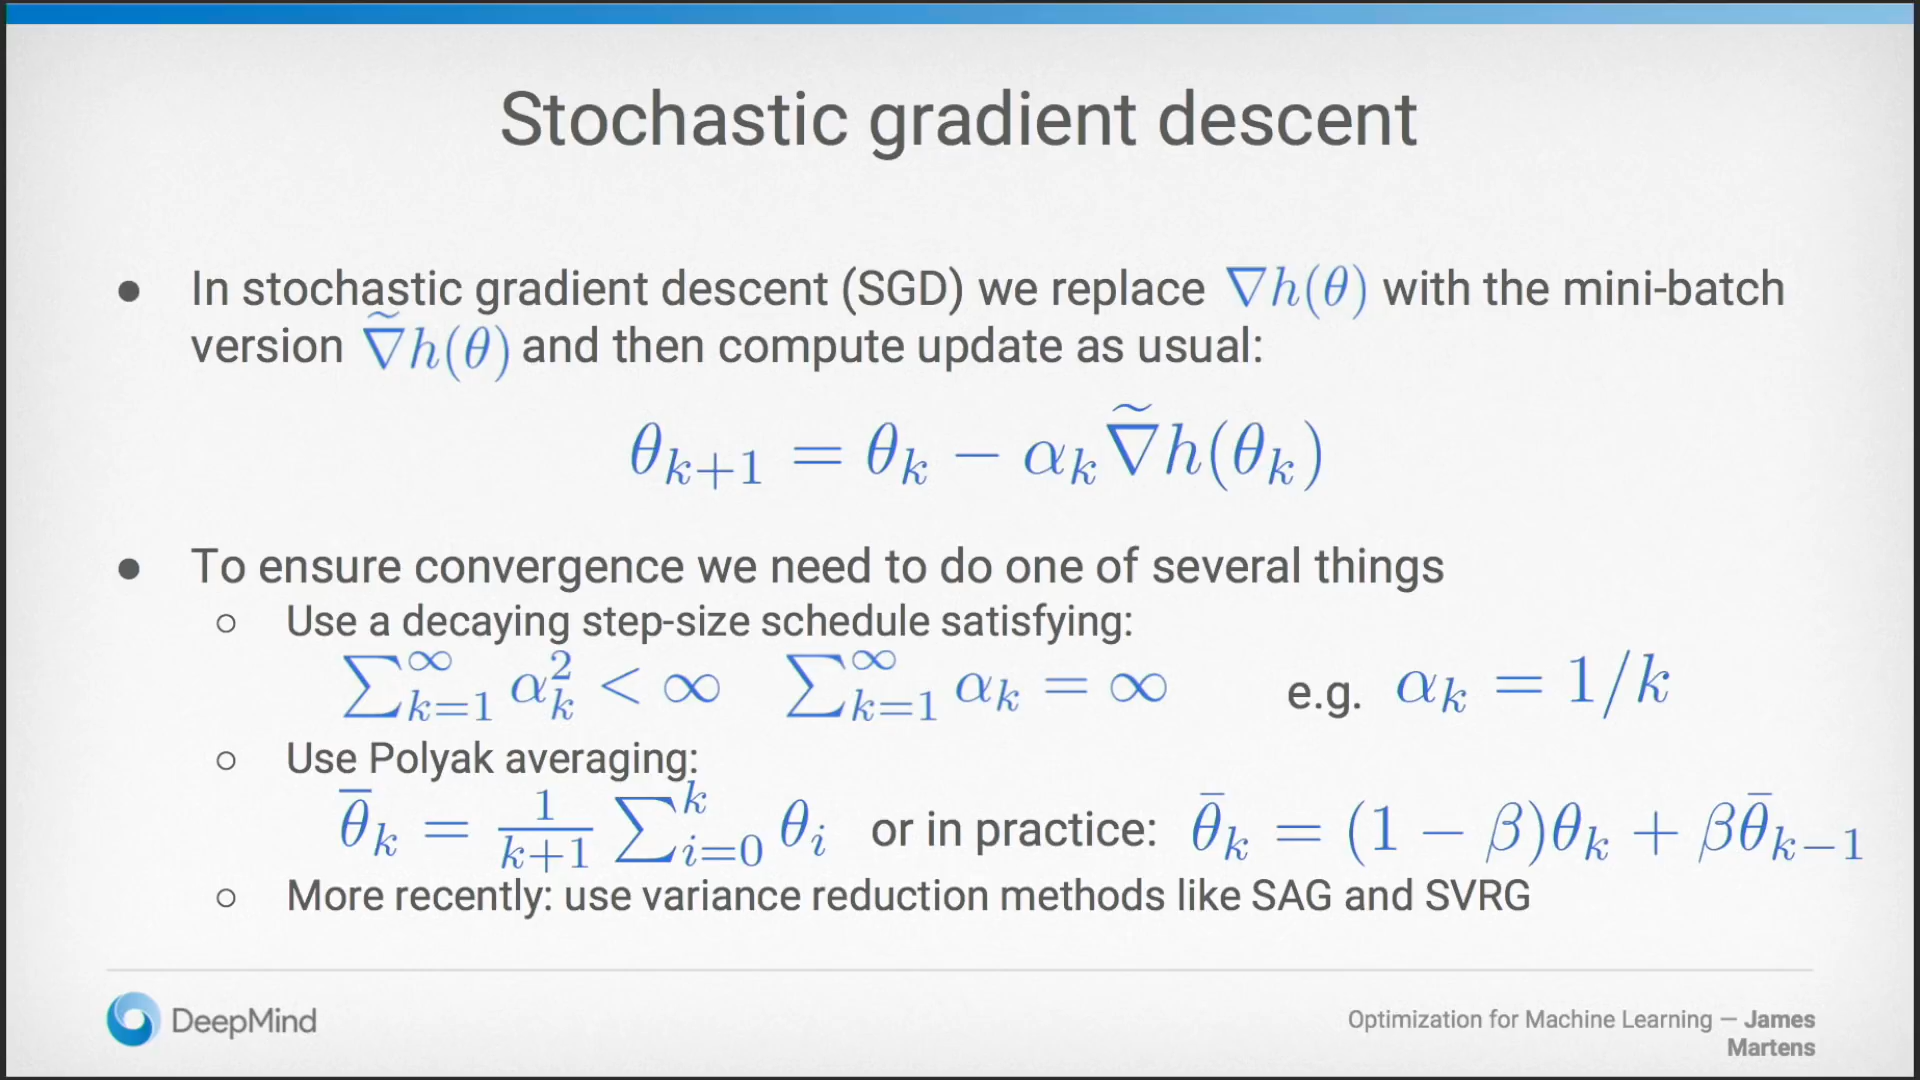 Stochastic gradient descent
● In stochastic gradient descent (SGD) we replace ∇h(θ) with the mini-batch
version ∇̃h(θ) and then compute update as usual:
θ_{k+1} = θ_k − α_k ∇̃h(θ_k)
● To ensure convergence we need to do one of several things
○ Use a decaying step-size schedule satisfying:
∑_{k=1}^{∞} α_k^2 < ∞ ∑_{k=1}^{∞} α_k = ∞ e.g. α_k = 1/k
○ Use Polyak averaging:
θ̄_k = \frac{1}{k+1} ∑_{i=0}^{k} θ_i or in practice: θ̄_k = (1 − β)θ_k + βθ̄_{k−1}
○ More recently: use variance reduction methods like SAG and SVRG
DeepMind
Optimization for Machine Learning — James
Martens